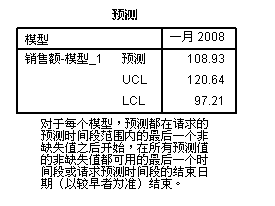 预测
模型 一月 2008
销售额-模型_1 预测 108.93
UCL 120.64
LCL 97.21
对于每个模型，预测都在请求的
预测时间段范围内的最后一个非
缺失值之后开始，在所有预测值
的非缺失值都可用的最后一个时
间段或请求预测时间段的结束日
期（以较早者为准）结束。